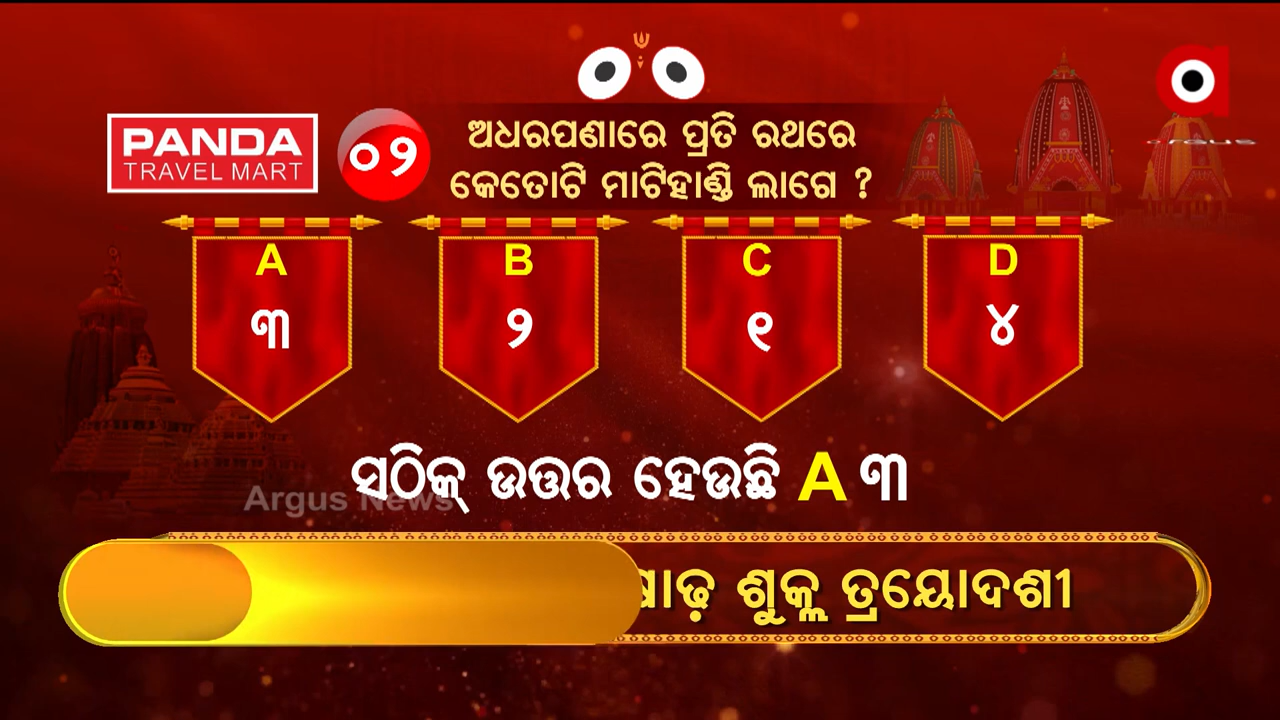 PANDA
TRAVEL MART
୦୨
ଅଧରପଣାରେ ପ୍ରତି ରଥରେ
କେତୋଟି ମାଟିହାଣ୍ଡି ଲାଗେ ?
A
୩
B
୨
C
୧
D
୪
ସଠିକ୍ ଉତ୍ତର ହେଉଛି A ୩
Argus News
ଶୁକ୍ଳ ତ୍ରୟୋଦଶୀ